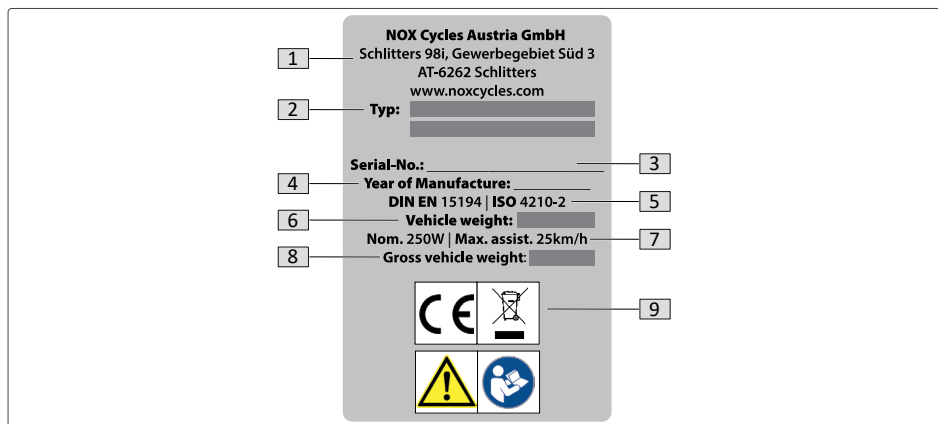 NOX Cycles Austria GmbH
1 Schlitters 98i, Gewerbegebiet Süd 3
AT-6262 Schlitters
www.noxcycles.com
2 Typ:
Serial-No.: 3
4 Year of Manufacture:
DIN EN 15194 | ISO 4210-2 5
6 Vehicle weight:
Nom. 250W | Max. assist. 25km/h 7
8 Gross vehicle weight:
CE 9